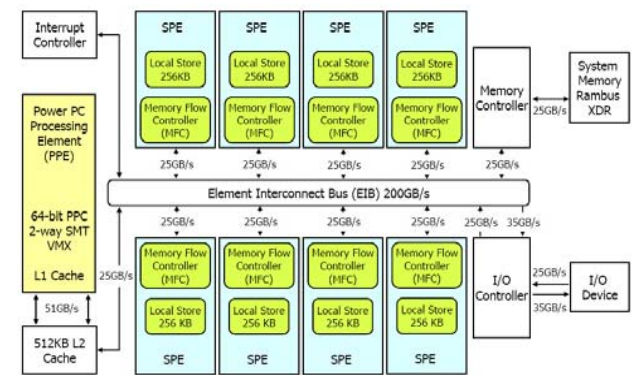 Interrupt
Controller
Power PC
Processing
Element
(PPE)
64-bit PPC
2-way SMT
VMX
L1 Cache
51GB/s
512KB L2
Cache
25GB/s
SPE
Local Store
256KB
Memory Flow
Controller
(MFC)
25GB/s
SPE
Local Store
256KB
Memory Flow
Controller
(MFC)
25GB/s
SPE
Local Store
256KB
Memory Flow
Controller
(MFC)
25GB/s
SPE
Local Store
256KB
Memory Flow
Controller
(MFC)
25GB/s
Memory
Controller
25GB/s
25GB/s
System
Memory
Rambus
XDR
Element Interconnect Bus (EIB) 200GB/s
25GB/s
Memory Flow
Controller
(MFC)
Local Store
256 KB
SPE
25GB/s
Memory Flow
Controller
(MFC)
Local Store
256 KB
SPE
25GB/s
Memory Flow
Controller
(MFC)
Local Store
256 KB
SPE
25GB/s
Memory Flow
Controller
(MFC)
Local Store
256 KB
SPE
25GB/s
35GB/s
I/O
Controller
25GB/s
35GB/s
I/O
Device